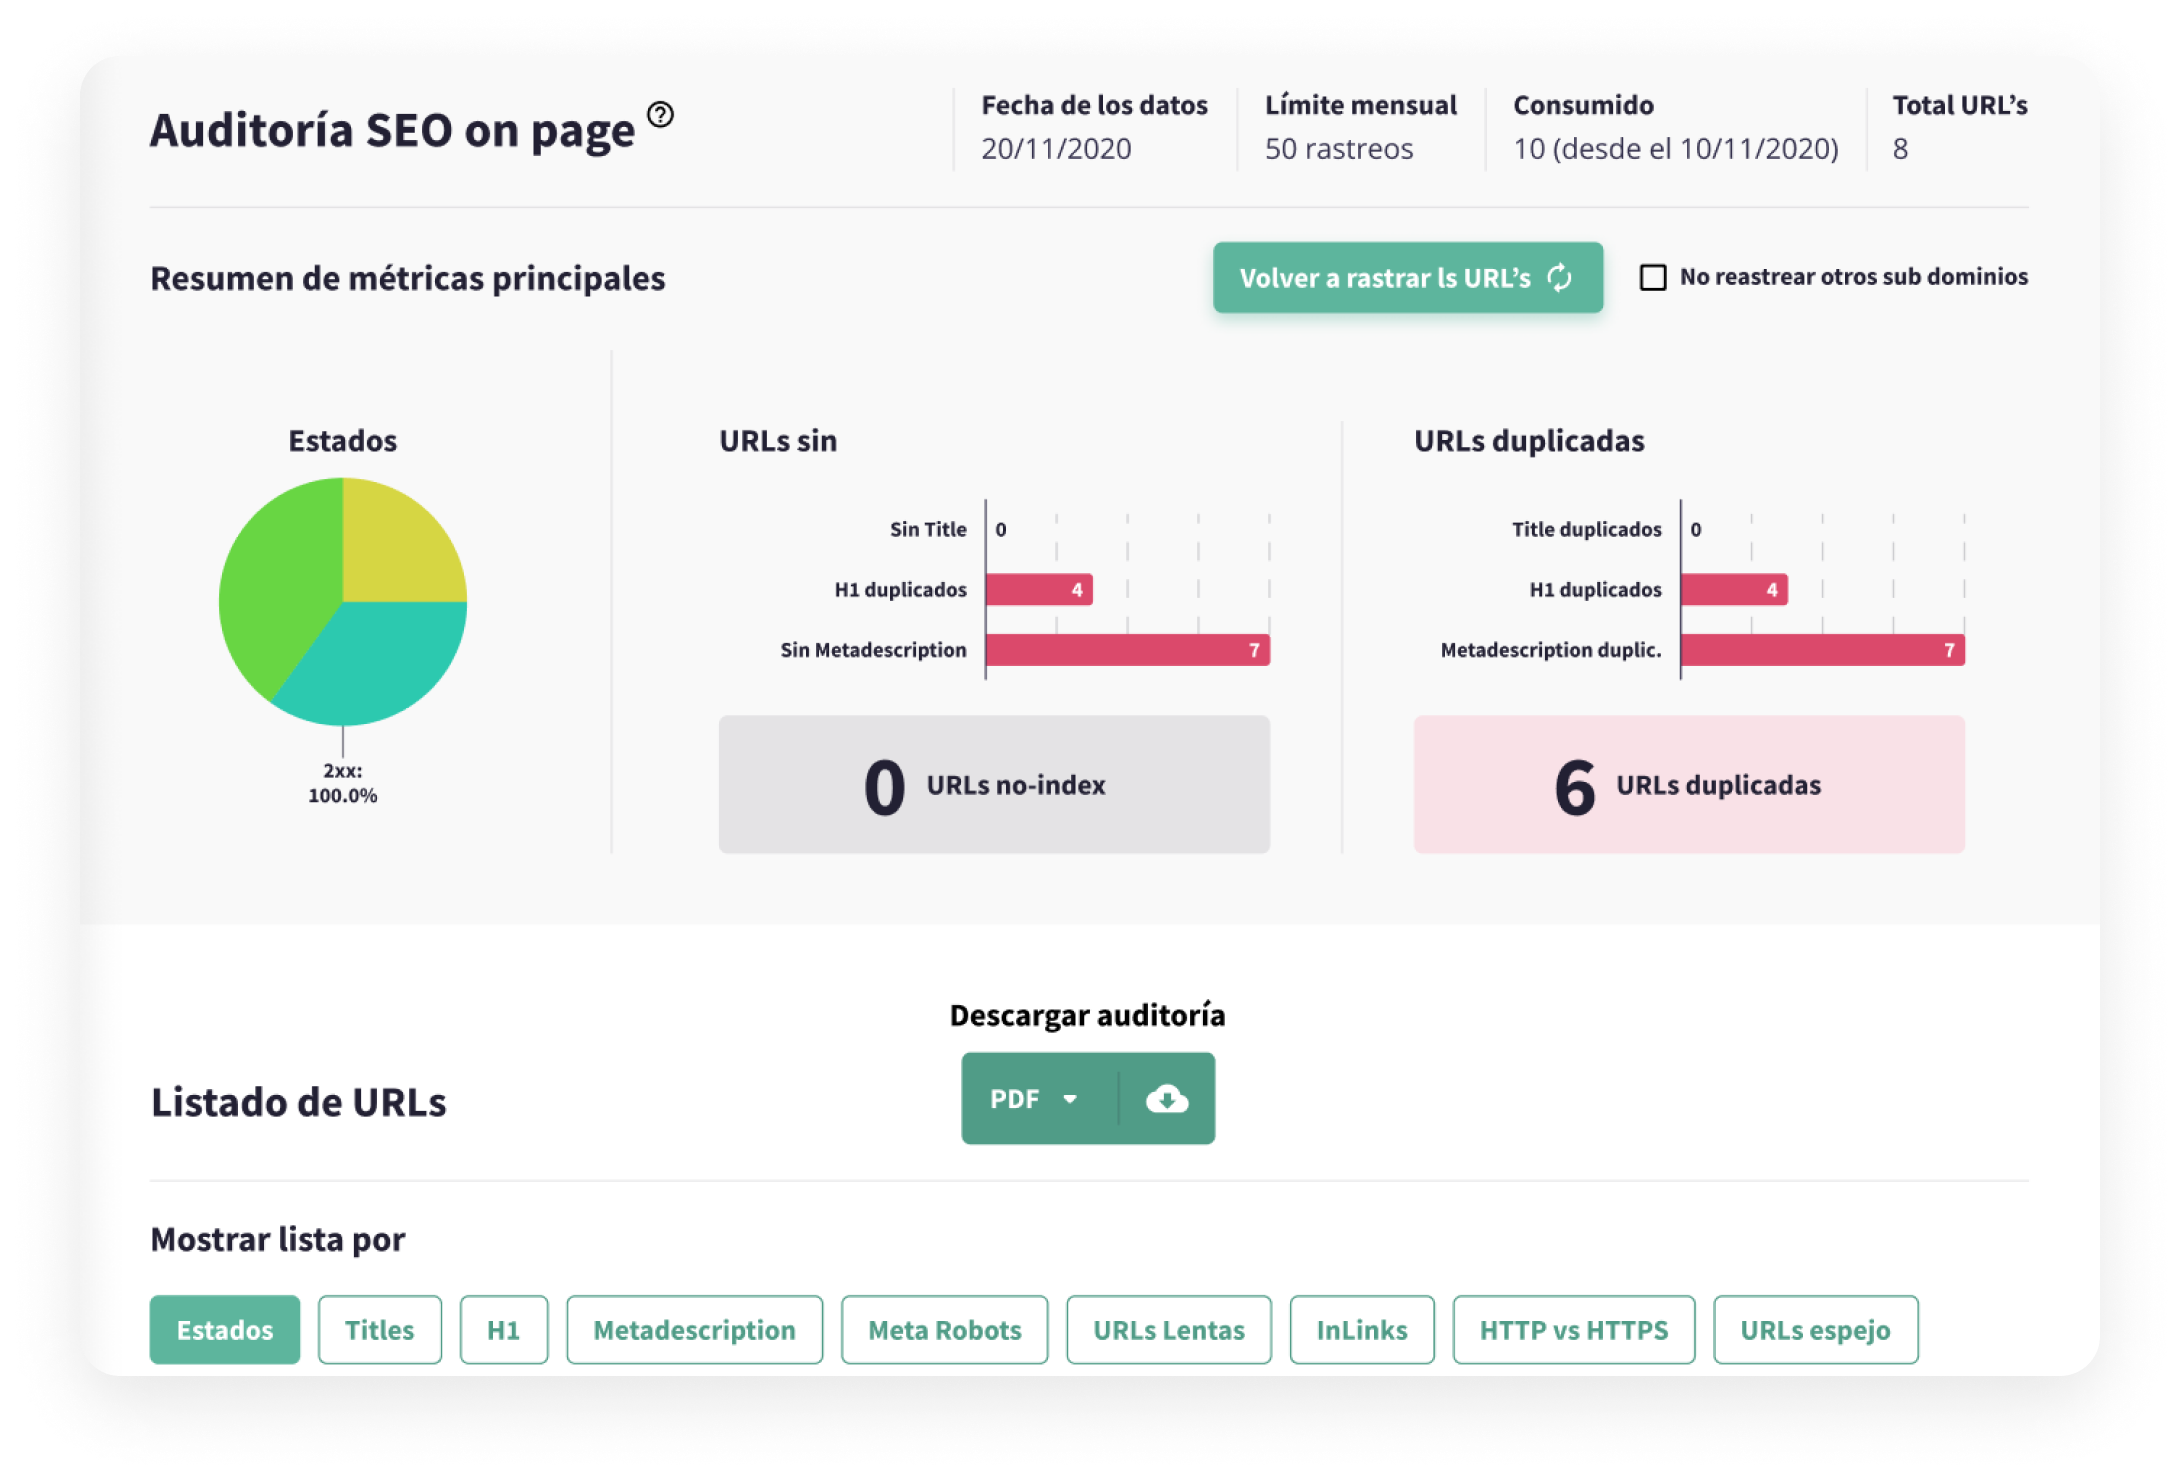 Auditoría SEO on page
Fecha de los datos
20/11/2020
Límite mensual
50 rastreos
Consumido
10 (desde el 10/11/2020)
Total URL’s
8
Resumen de métricas principales
Volver a rastrar ls URL’s
No reastrear otros sub dominios
Estados
2xx:
100.0%
URLs sin
Sin Title 0
H1 duplicados 4
Sin Metadescription 7
0 URLs no-index
URLs duplicadas
Title duplicados 0
H1 duplicados 4
Metadescription duplic. 7
6 URLs duplicadas
Descargar auditoría
PDF
Listado de URLs
Mostrar lista por
Estados Titles H1 Metadescription Meta Robots URLs Lentas InLinks HTTP vs HTTPS URLs espejo